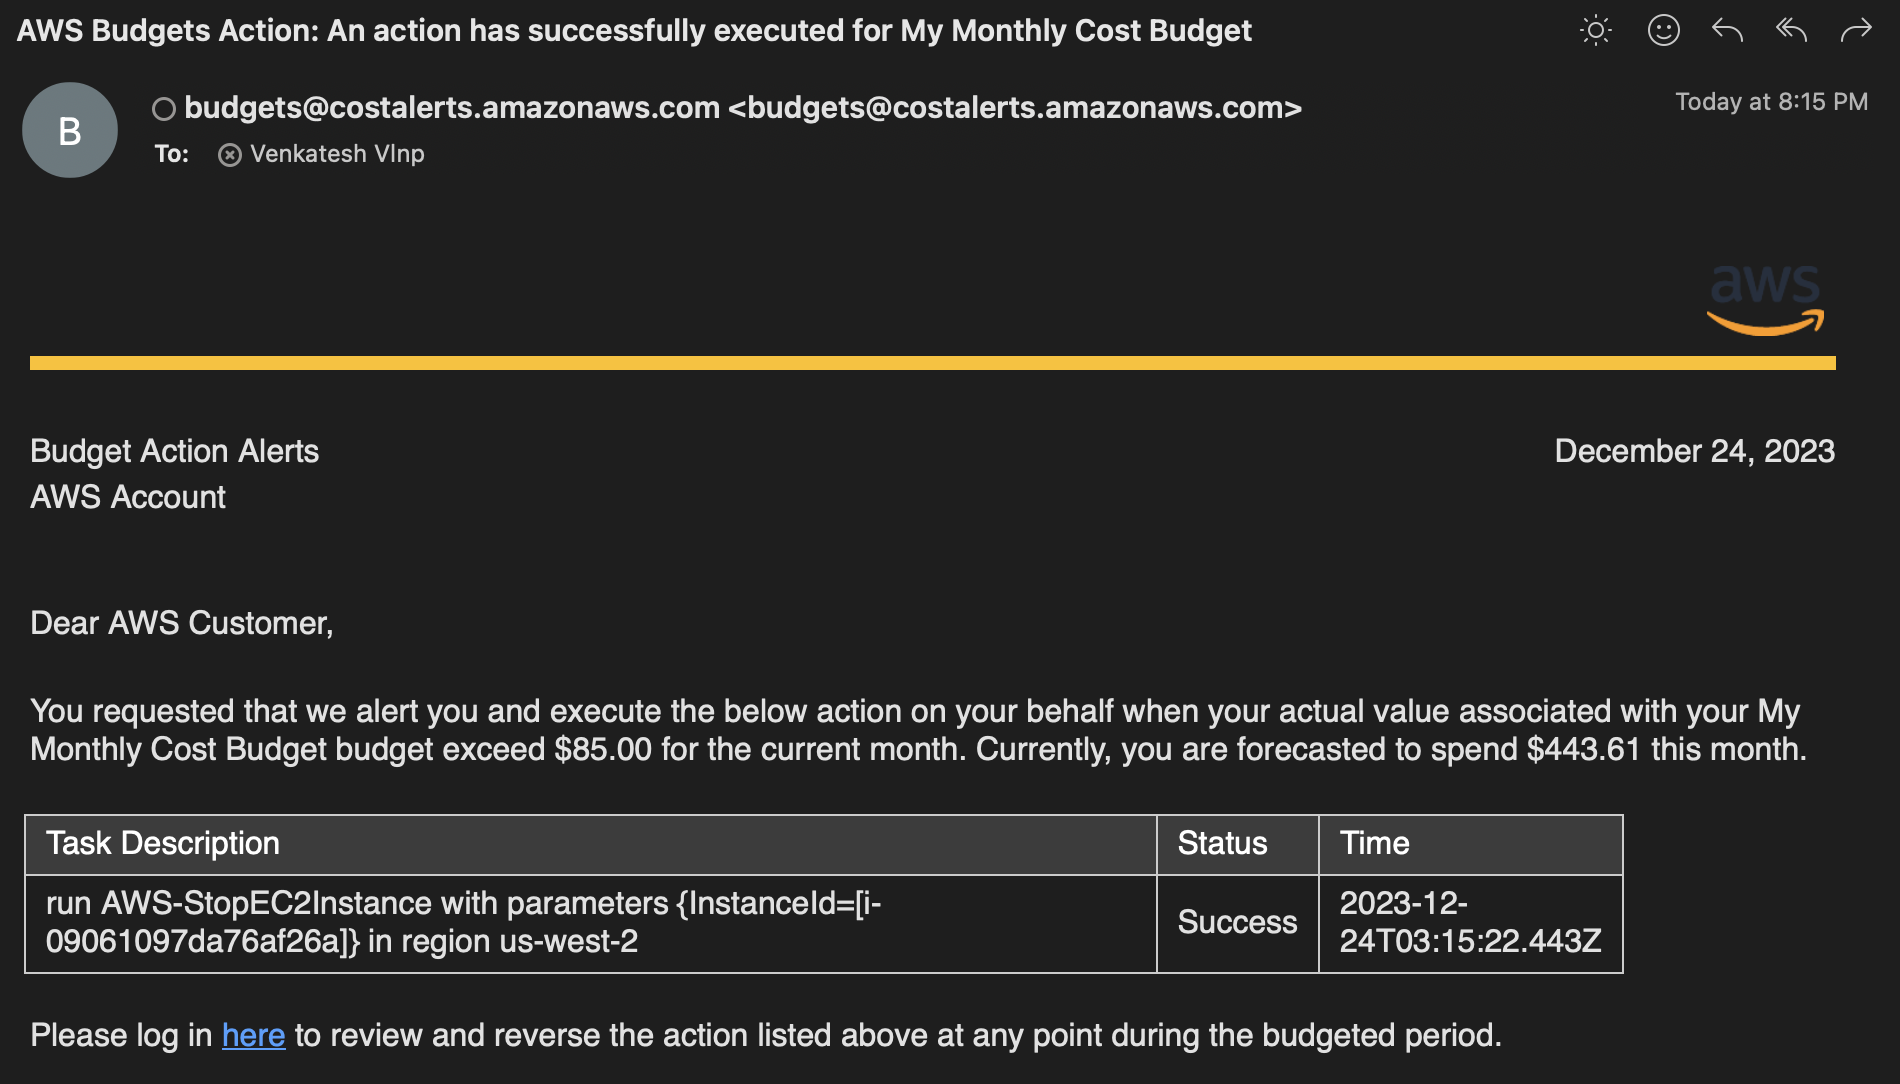 AWS Budgets Action: An action has successfully executed for My Monthly Cost Budget
B
budgets@costalerts.amazonaws.com <budgets@costalerts.amazonaws.com>
Today at 8:15 PM
To: Venkatesh Vlnp
aws
Budget Action Alerts
December 24, 2023
AWS Account
Dear AWS Customer,
You requested that we alert you and execute the below action on your behalf when your actual value associated with your My
Monthly Cost Budget budget exceed $85.00 for the current month. Currently, you are forecasted to spend $443.61 this month.
Task Description
Status
Time
run AWS-StopEC2Instance with parameters {InstanceId=[i-
09061097da76af26a]} in region us-west-2
Success
2023-12-
24T03:15:22.443Z
Please log in here to review and reverse the action listed above at any point during the budgeted period.